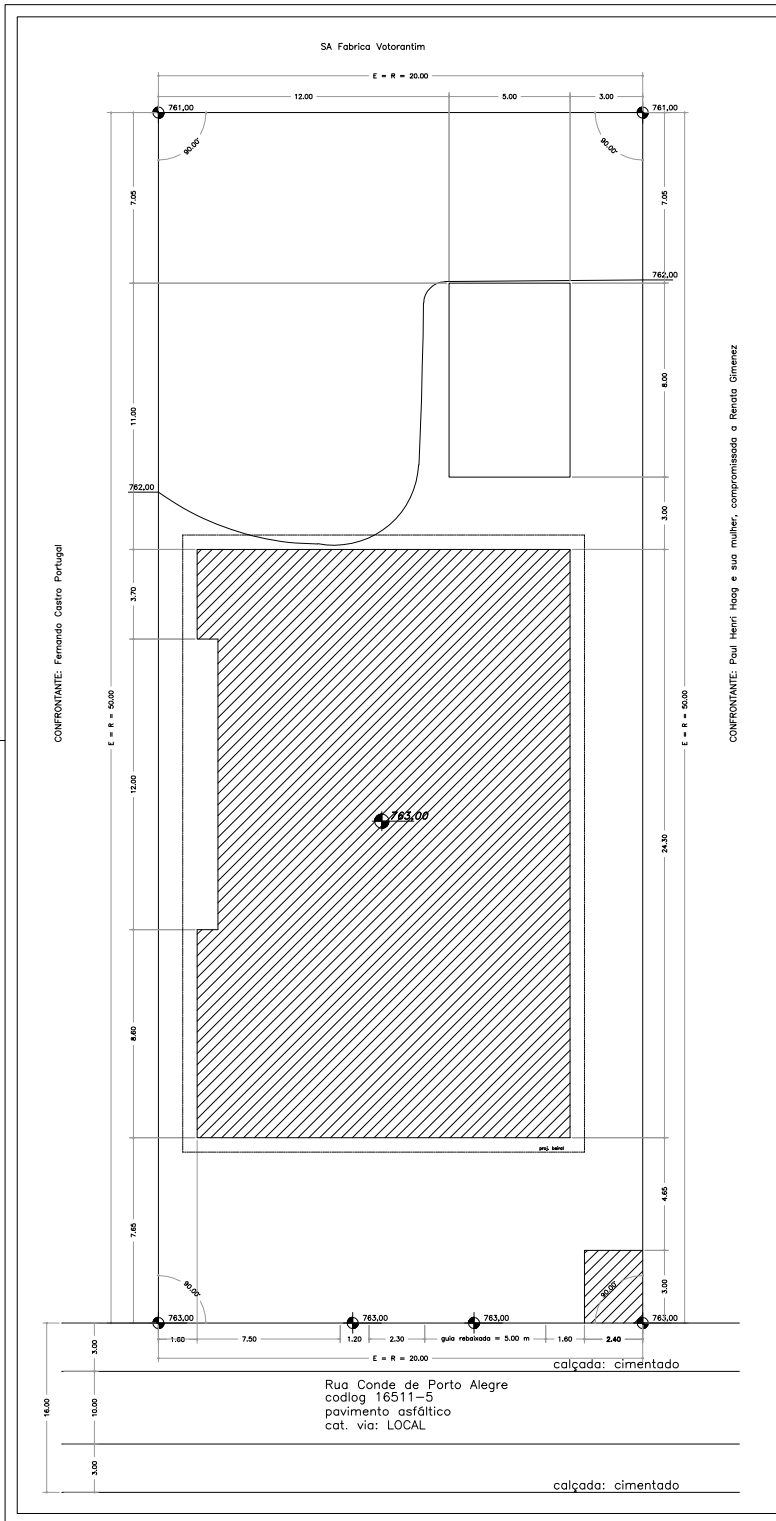 SA Fabrica Votorantim
E = R = 20.00
12.00
5.00
3.00
761,00
761,00
90.00°
90.00°
7.05
7.05
762,00
11.00
8.00
762,00
3.00
3.70
CONFRONTANTE: Fernando Castro Portugal
CONFRONTANTE: Paul Henri Haag e sua mulher, compromissada a Renata Gimenez
E = R = 50.00
E = R = 50.00
12.00
763,00
24.30
8.60
proj. beiral
7.65
4.65
3.00
90.00°
90.00°
763,00
763,00
763,00
763,00
1.60
7.50
1.20
2.30
guia rebaixada = 5.00 m
1.60
2.40
E = R = 20.00
3.00
calçada: cimentado
16.00
10.00
Rua Conde de Porto Alegre
codlog 16511-5
pavimento asfáltico
cat. via: LOCAL
3.00
calçada: cimentado